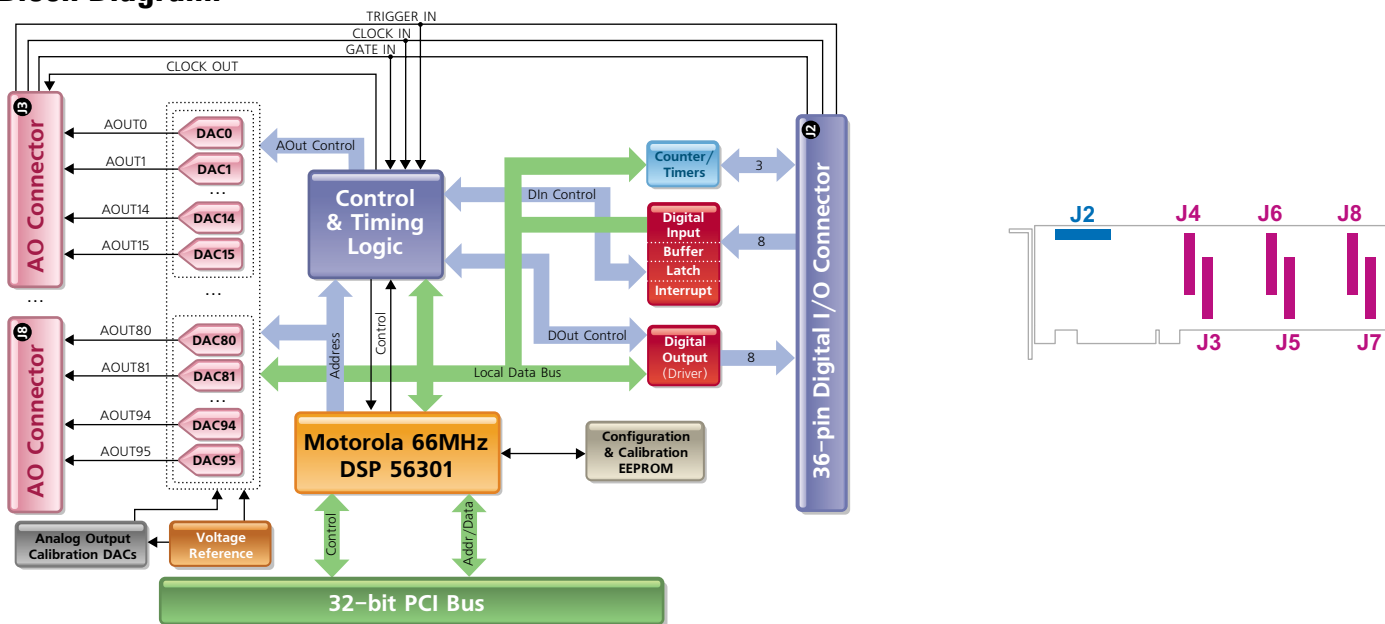 TRIGGER IN
CLOCK IN
GATE IN
CLOCK OUT
J3
AO Connector
AOUT0
DAC0
AOUT1
DAC1
...
AOUT14
DAC14
AOUT15
DAC15
...
...
J8
AO Connector
AOUT80
DAC80
AOUT81
DAC81
...
AOUT94
DAC94
AOUT95
DAC95
Analog Output
Calibration DACs
Voltage
Reference
AOut Control
Control
& Timing
Logic
Address
Control
Local Data Bus
DIn Control
DOut Control
Counter/
Timers
3
Digital
Input
Buffer
Latch
Interrupt
8
Digital
Output
(Driver)
8
J2
36-pin Digital I/O Connector
Motorola 66MHz
DSP 56301
Configuration
& Calibration
EEPROM
Control
Addr/Data
32-bit PCI Bus
J2
J4
J6
J8
J3
J5
J7